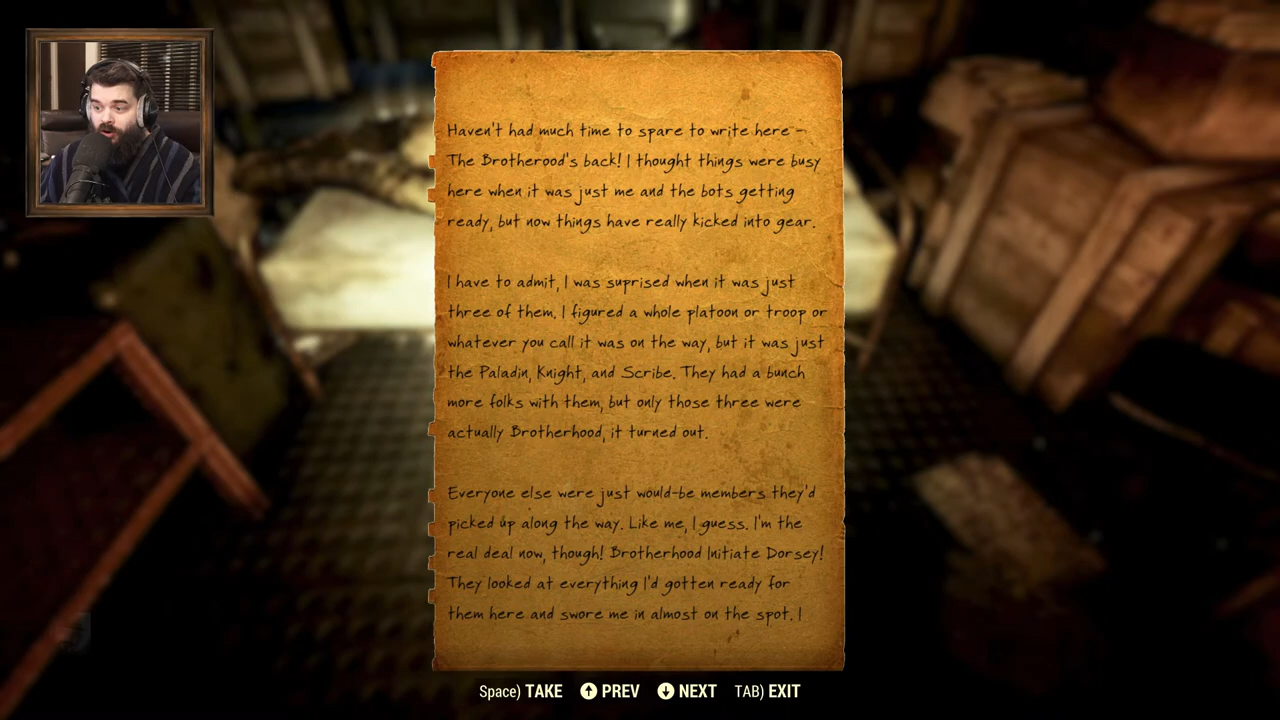 Haven't had much time to spare to write here -
The Brotherood's back! I thought things were busy
here when it was just me and the bots getting
ready, but now things have really kicked into gear.
I have to admit, I was suprised when it was just
three of them. I figured a whole platoon or troop or
whatever you call it was on the way, but it was just
the Paladin, Knight, and Scribe. They had a bunch
more folks with them, but only those three were
actually Brotherhood, it turned out.
Everyone else were just would-be members they'd
picked up along the way. Like me, I guess. I'm the
real deal now, though! Brotherhood Initiate Dorsey!
They looked at everything I'd gotten ready for
them here and swore me in almost on the spot. I
Space) TAKE PREV NEXT TAB) EXIT